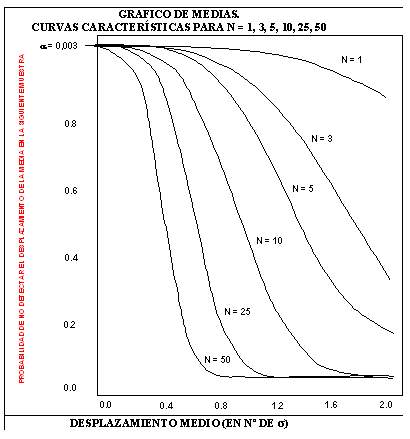 GRAFICO DE MEDIAS.
CURVAS CARACTERÍSTICAS PARA N = 1, 3, 5, 10, 25, 50
α = 0,003
N = 1
0.8
N = 3
0.6
N = 5
0.4
N = 10
0.2
N = 25
N = 50
0.0
PROBABILIDAD DE NO DETECTAR EL DESPLAZAMIENTO DE LA MEDIA EN LA SIGUIENTE MUESTRA
0.0 0.4 0.8 1.2 1.6 2.0
DESPLAZAMIENTO MEDIO (EN Nº DE σ)